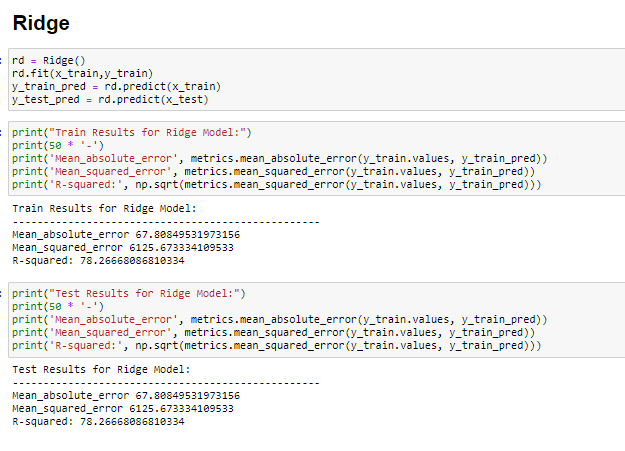 Ridge
rd = Ridge()
rd.fit(x_train,y_train)
y_train_pred = rd.predict(x_train)
y_test_pred = rd.predict(x_test)
print("Train Results for Ridge Model:")
print(50 * '-')
print('Mean_absolute_error', metrics.mean_absolute_error(y_train.values, y_train_pred))
print('Mean_squared_error', metrics.mean_squared_error(y_train.values, y_train_pred))
print('R-squared:', np.sqrt(metrics.mean_squared_error(y_train.values, y_train_pred)))
Train Results for Ridge Model:
--------------------------------------------------
Mean_absolute_error 67.80849531973156
Mean_squared_error 6125.673334109533
R-squared: 78.26668086810334
print("Test Results for Ridge Model:")
print(50 * '-')
print('Mean_absolute_error', metrics.mean_absolute_error(y_train.values, y_train_pred))
print('Mean_squared_error', metrics.mean_squared_error(y_train.values, y_train_pred))
print('R-squared:', np.sqrt(metrics.mean_squared_error(y_train.values, y_train_pred)))
Test Results for Ridge Model:
--------------------------------------------------
Mean_absolute_error 67.80849531973156
Mean_squared_error 6125.673334109533
R-squared: 78.26668086810334